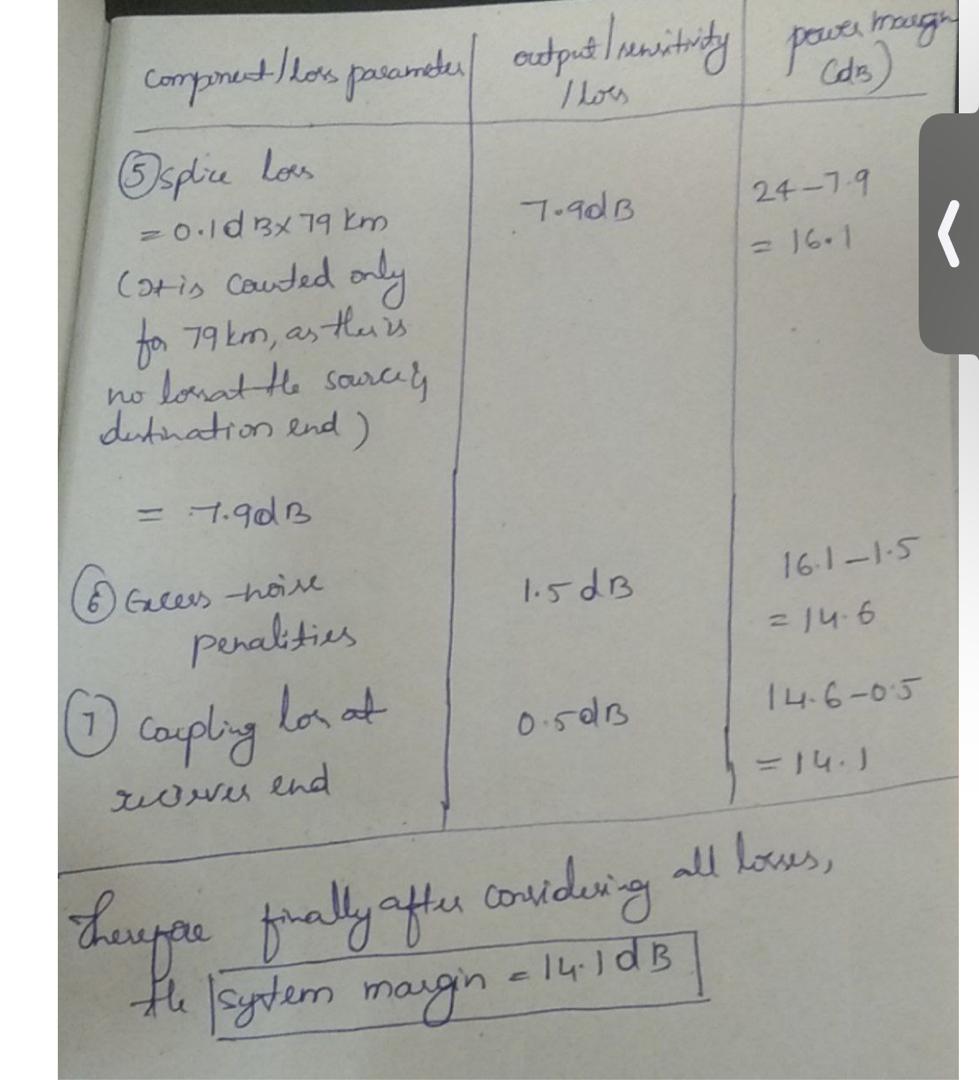 component/loss parameter output/sensitivity /loss power margin (dB)
⑤ splice loss
= 0.1dB×79 km 7.9dB 24-7.9 = 16.1
(It is counted only
for 79 km, as there is
no loss at the source &
destination end)
= 7.9dB
⑥ Excess noise 1.5 dB 16.1-1.5
penalities = 14.6
⑦ Coupling loss at 0.5dB 14.6-0.5
receiver end = 14.1
Therefore finally after considering all losses,
the system margin = 14.1dB